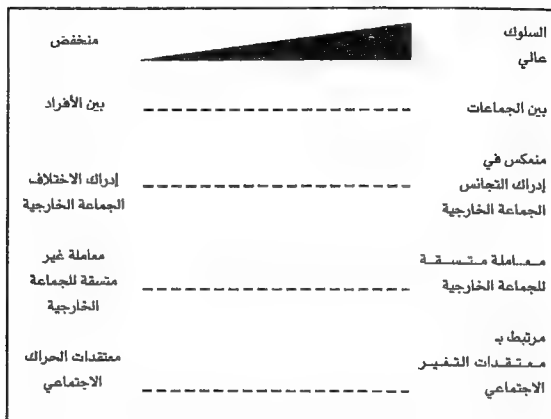 السلوك
عالي
منخفض
بين الجماعات
بين الأفراد
منعكس في
إدراك التجانس
الجماعة الخارجية
إدراك الاختلاف
الجماعة الخارجية
معاملة متسقة
للجماعة الخارجية
معاملة غير
متسقة للجماعة
الخارجية
مرتبط بـ
معتقدات التغير
الاجتماعي
معتقدات الحراك
الاجتماعي